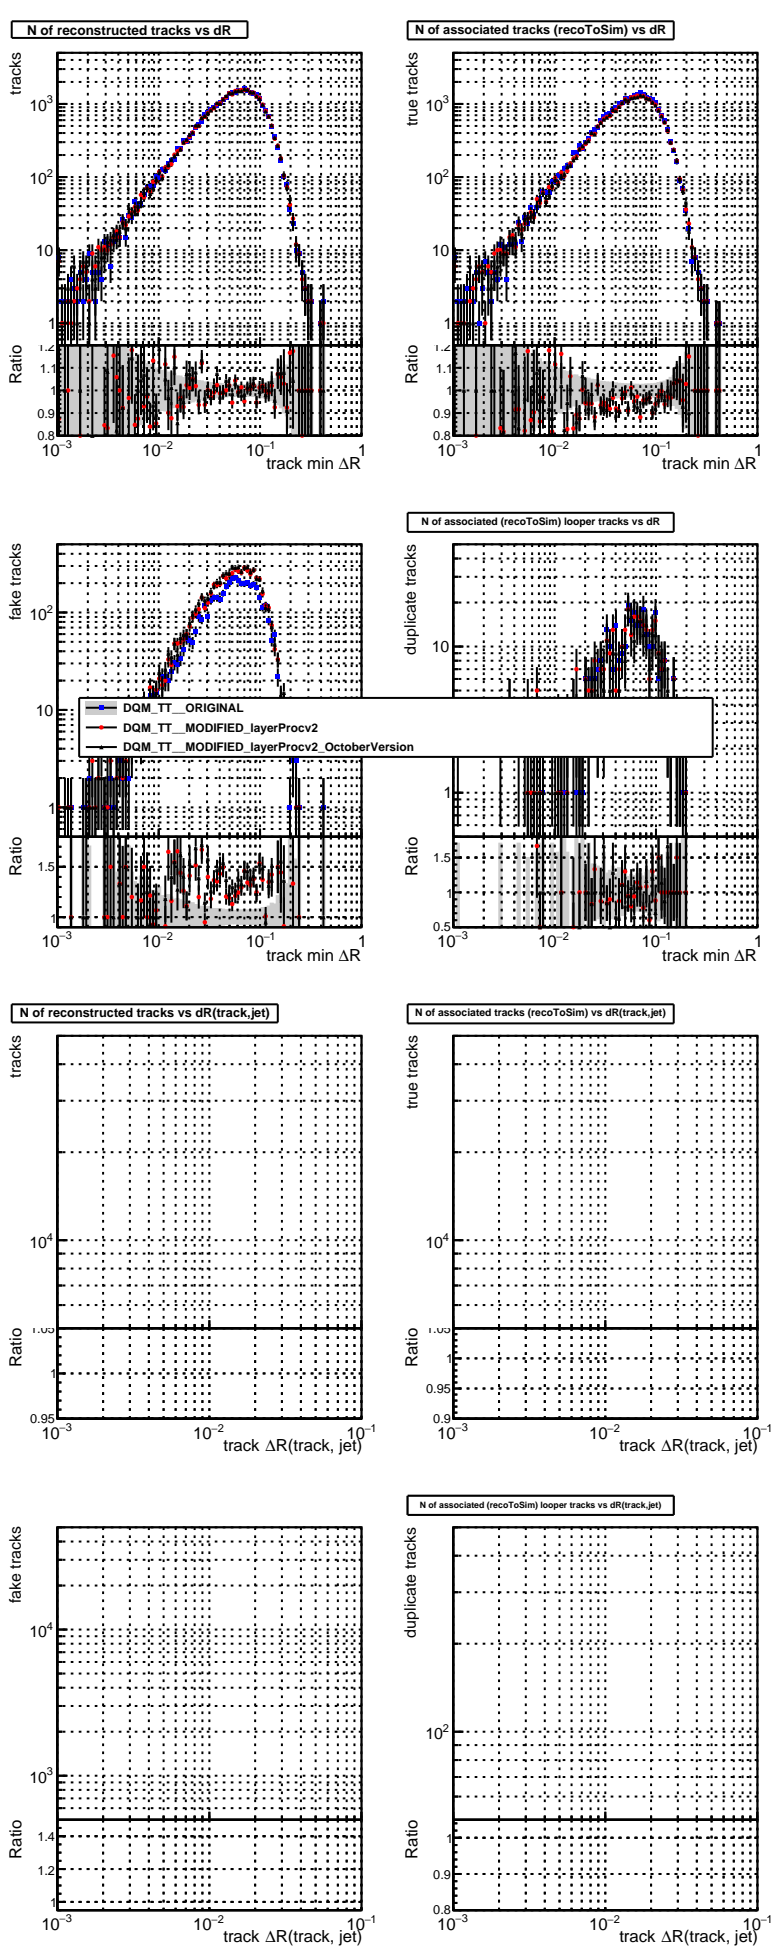 N of reconstructed tracks vs dR
tracks
10³
10²
10
1
1.2
Ratio
1.1
1
0.9
0.8
10⁻³ 10⁻² 10⁻¹ 1
track min ΔR
N of associated tracks (recoToSim) vs dR
true tracks
10³
10²
10
1
1.2
Ratio
1.1
1
0.9
0.8
10⁻³ 10⁻² 10⁻¹ 1
track min ΔR
fake tracks
10²
10
1
Ratio
1.5
1
10⁻³ 10⁻² 10⁻¹ 1
track min ΔR
N of associated (recoToSim) looper tracks vs dR
duplicate tracks
10
1
Ratio
1.5
1
0.5
10⁻³ 10⁻² 10⁻¹ 1
track min ΔR
DQM_TT__ORIGINAL
DQM_TT__MODIFIED_layerProcv2
DQM_TT__MODIFIED_layerProcv2_OctoberVersion
N of reconstructed tracks vs dR(track,jet)
tracks
10⁴
1.05
Ratio
1
0.95
10⁻³ 10⁻² 10⁻¹
track ΔR(track, jet)
N of associated tracks (recoToSim) vs dR(track,jet)
true tracks
10⁴
1.05
Ratio
1
0.95
0.9
10⁻³ 10⁻² 10⁻¹
track ΔR(track, jet)
fake tracks
10⁴
10³
Ratio
1.4
1.2
1
10⁻³ 10⁻² 10⁻¹
track ΔR(track, jet)
N of associated (recoToSim) looper tracks vs dR(track,jet)
duplicate tracks
10²
Ratio
1
0.9
0.8
10⁻³ 10⁻² 10⁻¹
track ΔR(track, jet)